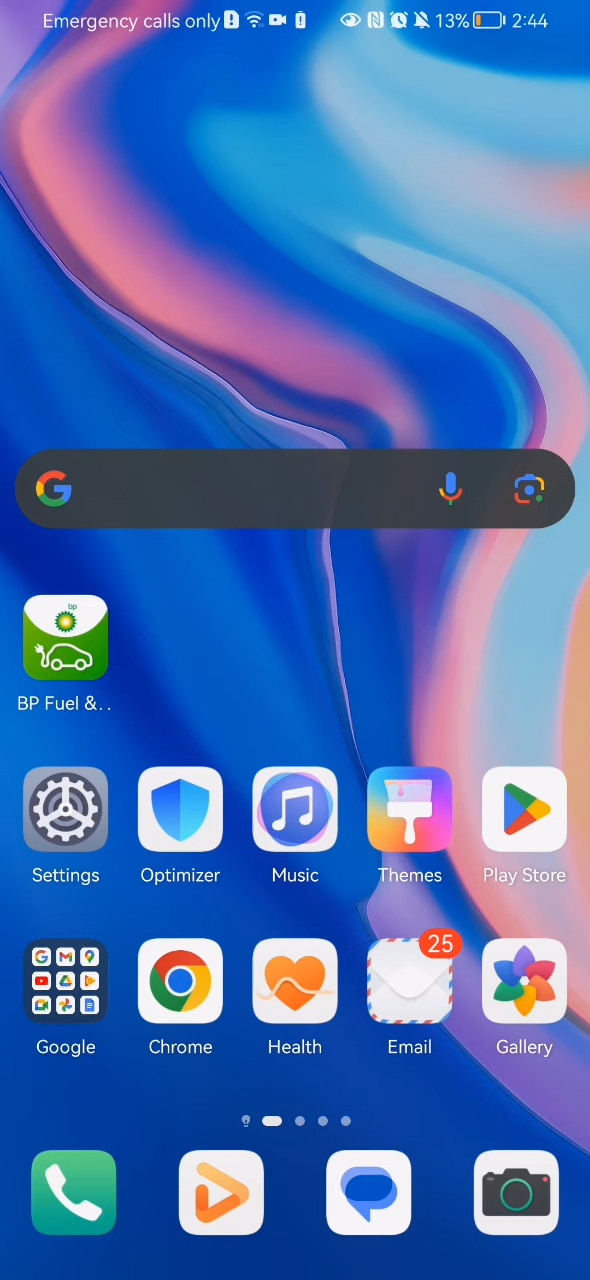 Emergency calls only 13% 2:44
bp
BP Fuel &..
Settings Optimizer Music Themes Play Store
25
Google Chrome Health Email Gallery